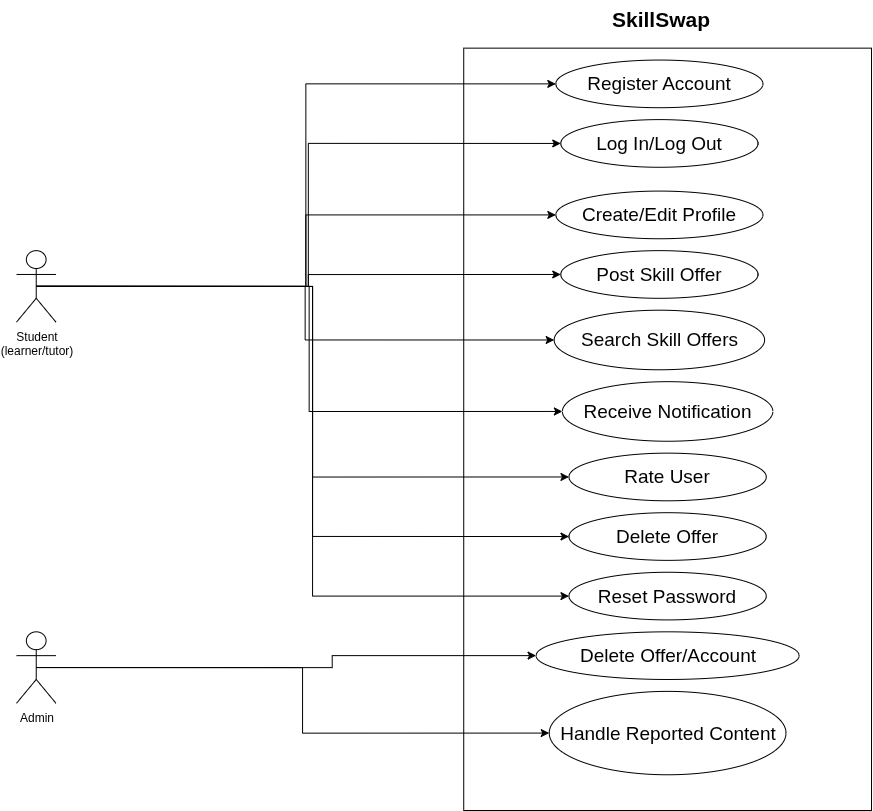 SkillSwap
Register Account
Log In/Log Out
Create/Edit Profile
Post Skill Offer
Search Skill Offers
Student
(learner/tutor)
Receive Notification
Rate User
Delete Offer
Reset Password
Delete Offer/Account
Admin
Handle Reported Content